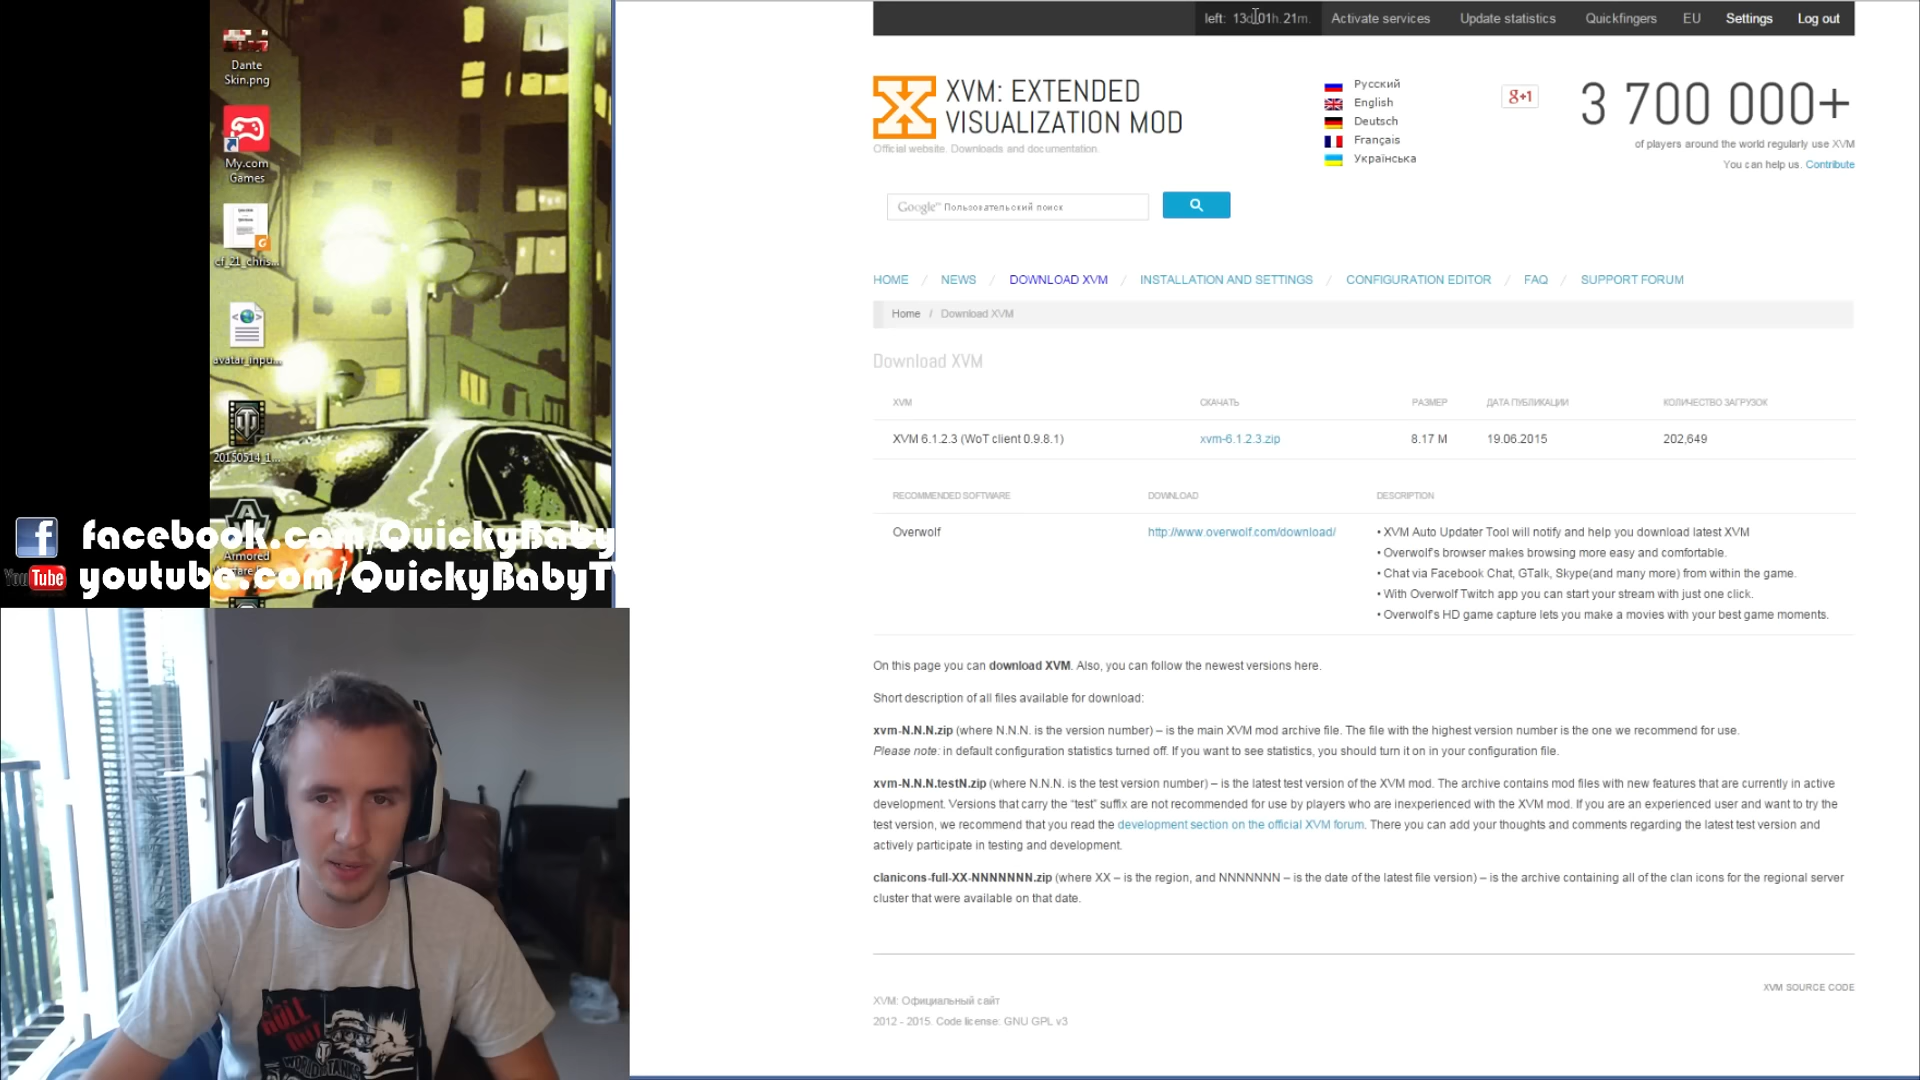 Dante
Skin.png
My.com
Games
cf_21_chris...
avatar_inpu...
20150514_1...
Armored
facebook.com/QuickyBaby
YouTube youtube.com/QuickyBabyT
left: 13d.01h. 21m.
Activate services
Update statistics
Quickfingers
EU
Settings
Log out
XVM: EXTENDED
VISUALIZATION MOD
Official website. Downloads and documentation.
Русский
English
Deutsch
Français
Українська
g+1
3 700 000+
of players around the world regularly use XVM
You can help us. Contribute
Google™ Пользовательский поиск
HOME / NEWS / DOWNLOAD XVM / INSTALLATION AND SETTINGS / CONFIGURATION EDITOR / FAQ / SUPPORT FORUM
Home / Download XVM
Download XVM
XVM СКАЧАТЬ РАЗМЕР ДАТА ПУБЛИКАЦИИ КОЛИЧЕСТВО ЗАГРУЗОК
XVM 6.1.2.3 (WoT client 0.9.8.1) xvm-6.1.2.3.zip 8.17 M 19.06.2015 202,649
RECOMMENDED SOFTWARE DOWNLOAD DESCRIPTION
Overwolf http://www.overwolf.com/download/ • XVM Auto Updater Tool will notify and help you download latest XVM
• Overwolf's browser makes browsing more easy and comfortable.
• Chat via Facebook Chat, GTalk, Skype(and many more) from within the game.
• With Overwolf Twitch app you can start your stream with just one click.
• Overwolf's HD game capture lets you make a movies with your best game moments.
On this page you can download XVM. Also, you can follow the newest versions here.
Short description of all files available for download:
xvm-N.N.N.zip (where N.N.N. is the version number) – is the main XVM mod archive file. The file with the highest version number is the one we recommend for use.
Please note: in default configuration statistics turned off. If you want to see statistics, you should turn it on in your configuration file.
xvm-N.N.N.testN.zip (where N.N.N. is the test version number) – is the latest test version of the XVM mod. The archive contains mod files with new features that are currently in active
development. Versions that carry the “test” suffix are not recommended for use by players who are inexperienced with the XVM mod. If you are an experienced user and want to try the
test version, we recommend that you read the development section on the official XVM forum. There you can add your thoughts and comments regarding the latest test version and
actively participate in testing and development.
clanicons-full-XX-NNNNNNN.zip (where XX – is the region, and NNNNNNN – is the date of the latest file version) – is the archive containing all of the clan icons for the regional server
cluster that were available on that date.
XVM SOURCE CODE
XVM: Официальный сайт
2012 - 2015. Code license: GNU GPL v3
ROLL
OUT
WORLD OF TANKS